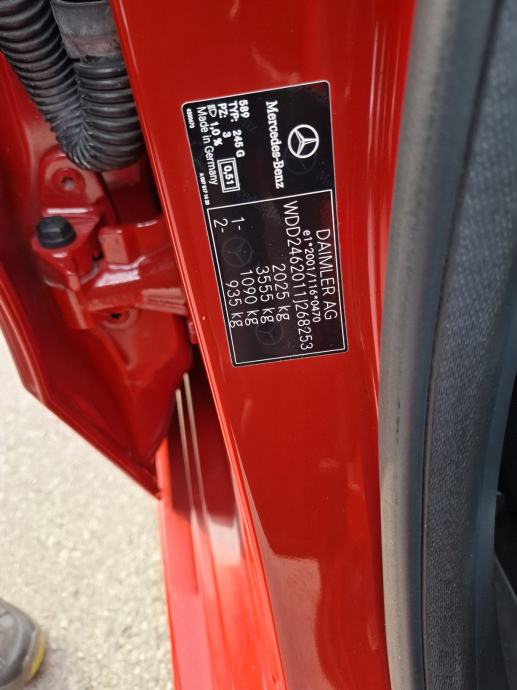 Mercedes-Benz
589
TYP: 245 G
PZ: 3
1,0 %
0,51
Made in Germany
DAIMLER AG
e1*2001/116*0470
WDD2462011J268253
2025 kg
3555 kg
1- 1090 kg
2- 935 kg